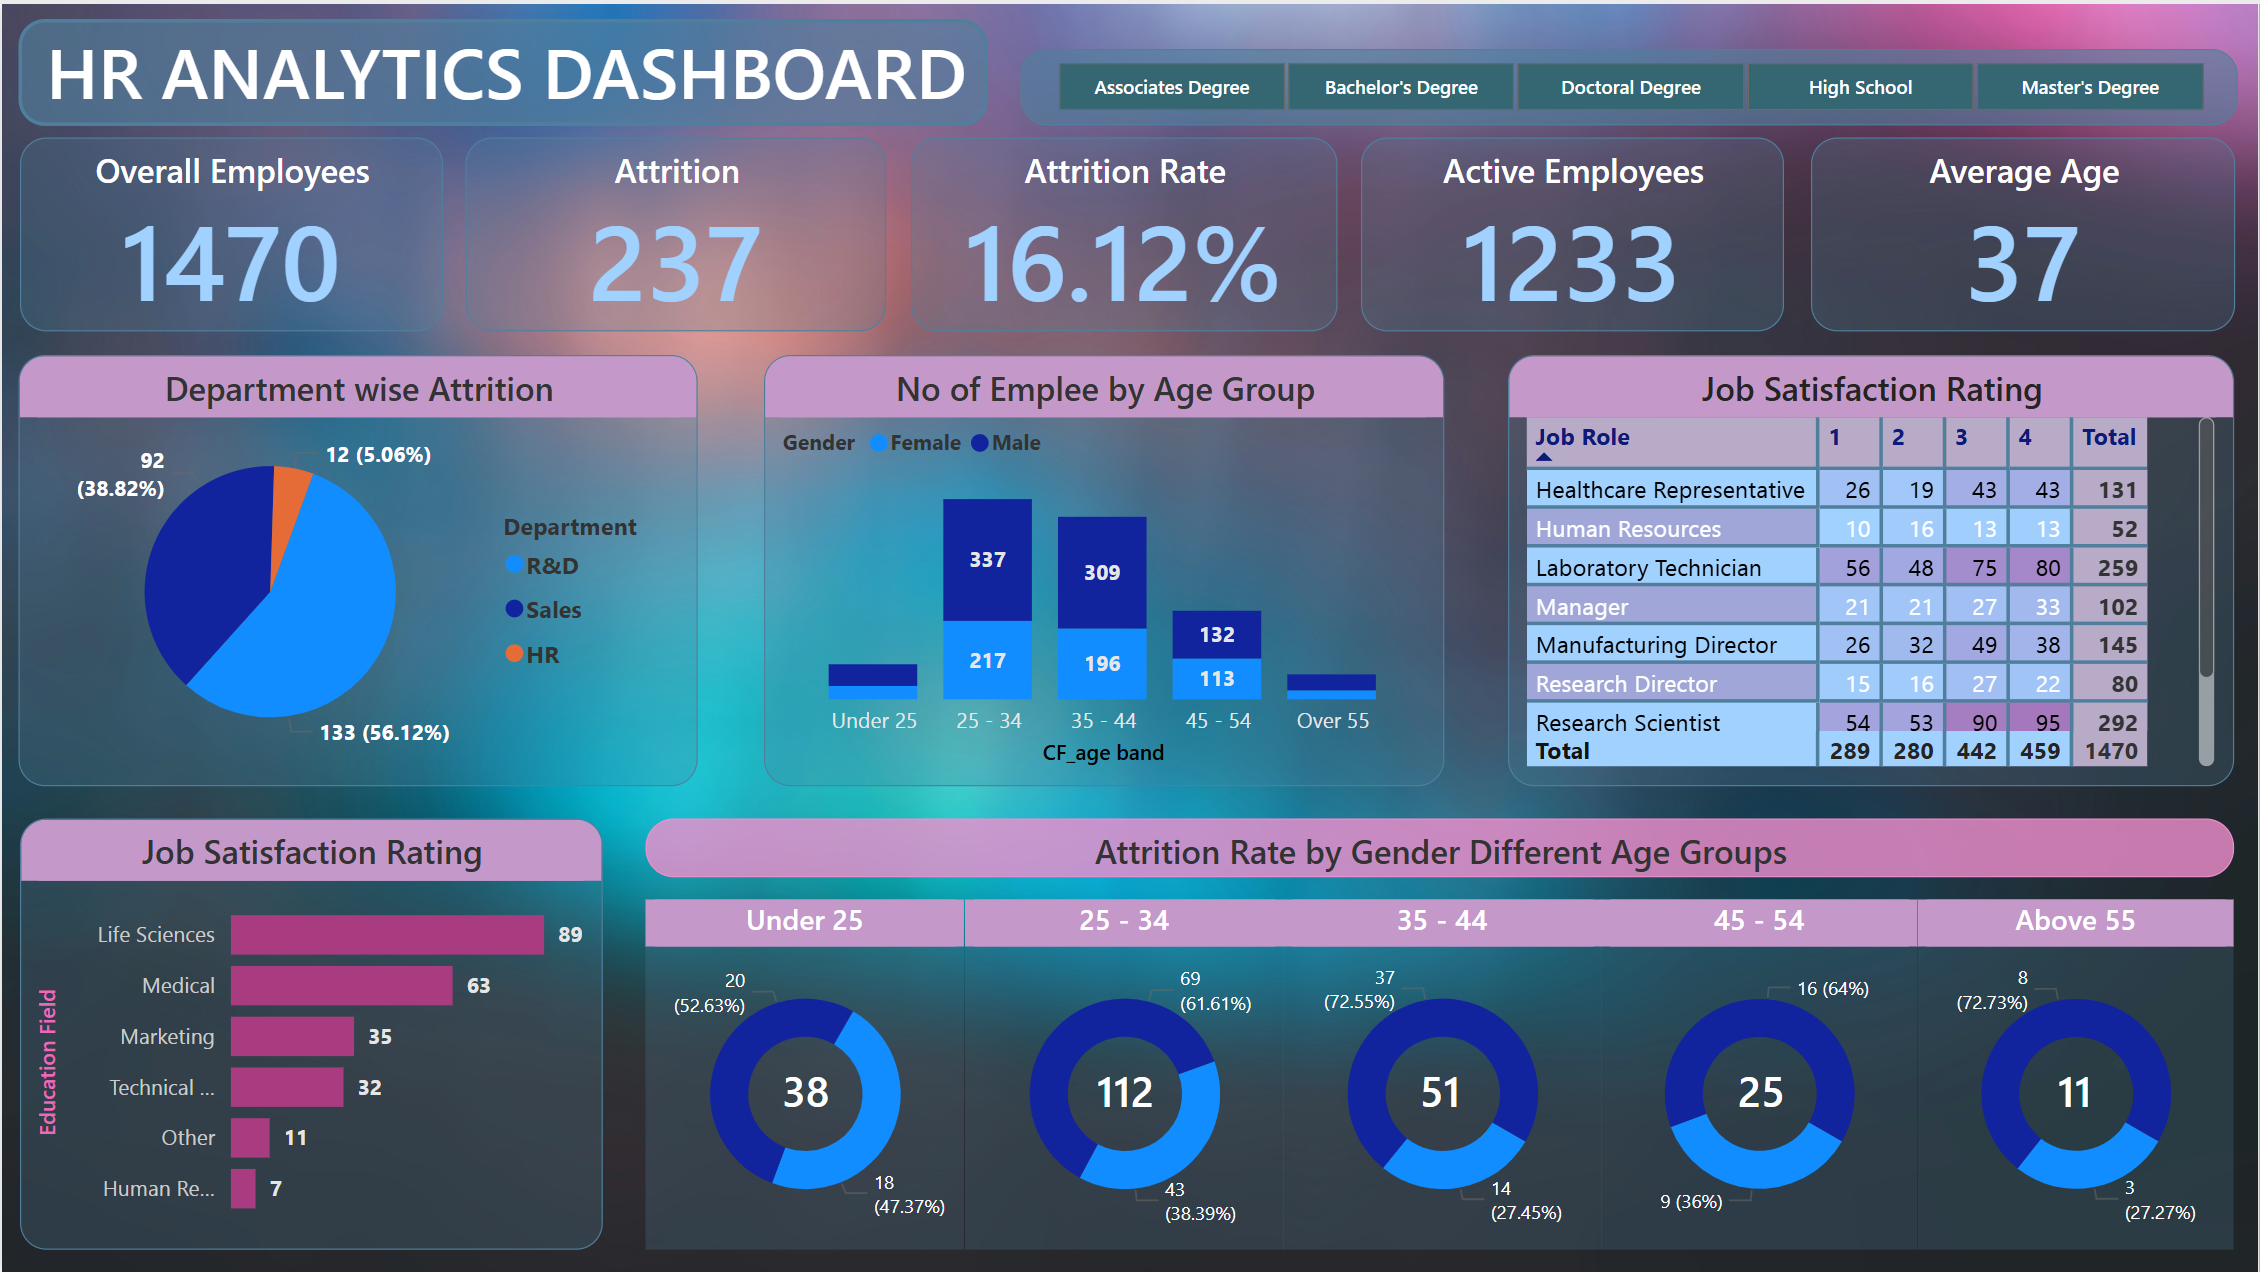 HR ANALYTICS DASHBOARD
Associates Degree
Bachelor's Degree
Doctoral Degree
High School
Master's Degree
Overall Employees
1470
Attrition
237
Attrition Rate
16.12%
Active Employees
1233
Average Age
37
Department wise Attrition
92
(38.82%)
12 (5.06%)
133 (56.12%)
Department
R&D
Sales
HR
No of Emplee by Age Group
Gender Female Male
337
309
132
217
196
113
Under 25
25 - 34
35 - 44
45 - 54
Over 55
CF_age band
Job Satisfaction Rating
Job Role 1 2 3 4 Total
Healthcare Representative 26 19 43 43 131
Human Resources 10 16 13 13 52
Laboratory Technician 56 48 75 80 259
Manager 21 21 27 33 102
Manufacturing Director 26 32 49 38 145
Research Director 15 16 27 22 80
Research Scientist 54 53 90 95 292
Total 289 280 442 459 1470
Job Satisfaction Rating
Education Field
Life Sciences 89
Medical 63
Marketing 35
Technical ... 32
Other 11
Human Re... 7
Attrition Rate by Gender Different Age Groups
Under 25
20
(52.63%)
38
18
(47.37%)
25 - 34
69
(61.61%)
112
43
(38.39%)
35 - 44
37
(72.55%)
51
14
(27.45%)
45 - 54
16 (64%)
25
9 (36%)
Above 55
8
(72.73%)
11
3
(27.27%)